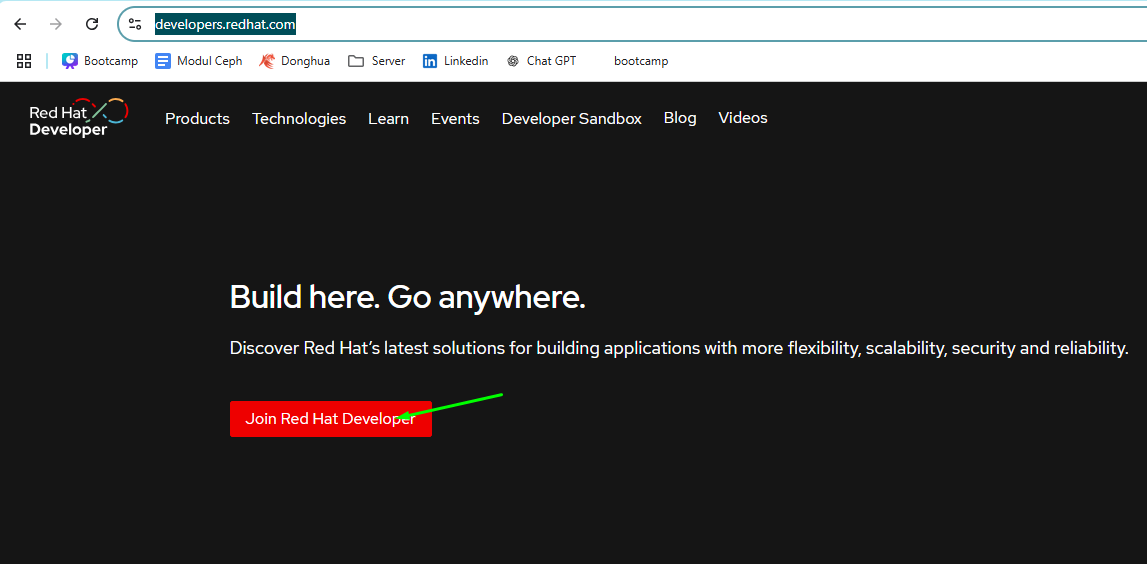 developers.redhat.com
Bootcamp Modul Ceph Donghua Server Linkedin Chat GPT bootcamp
Red Hat
Developer
Products Technologies Learn Events Developer Sandbox Blog Videos
Build here. Go anywhere.
Discover Red Hat’s latest solutions for building applications with more flexibility, scalability, security and reliability.
Join Red Hat Developer